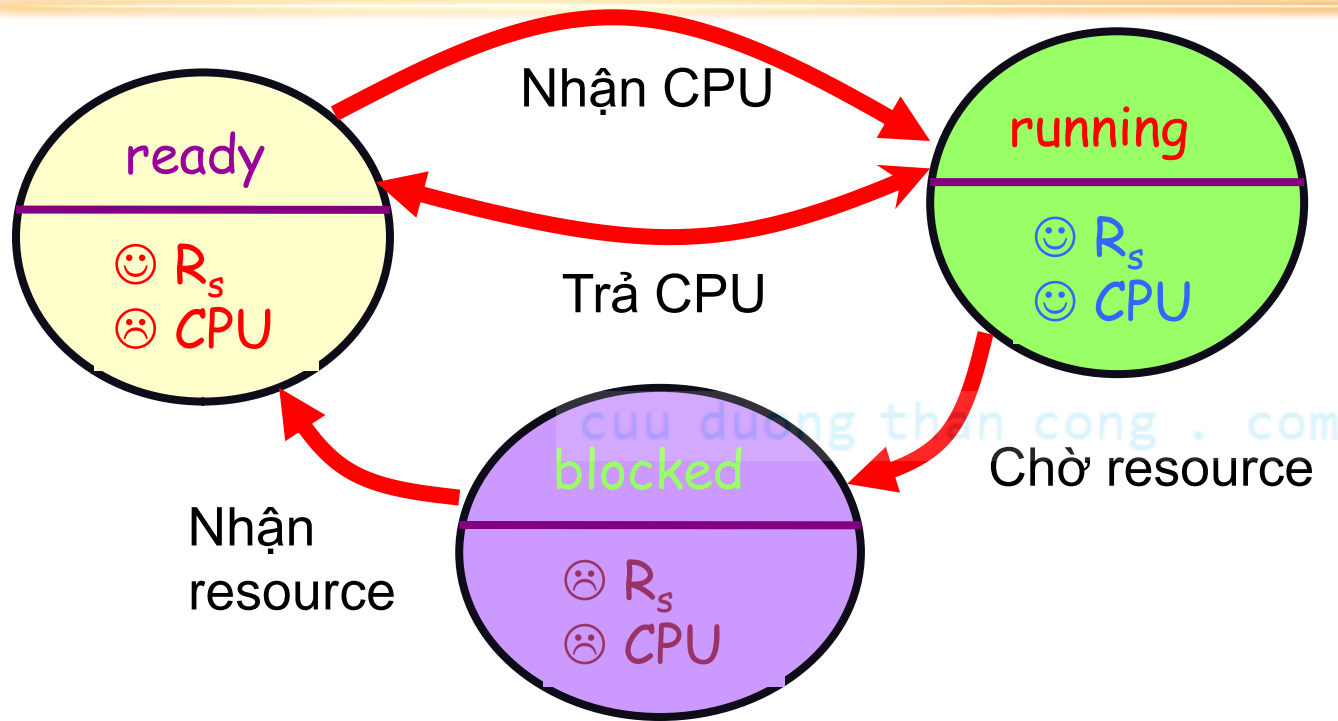 Nhận CPU
ready
running
☺ Rs
☹ CPU
☺ Rs
☺ CPU
Trả CPU
cuu duong than cong . com
blocked
Chờ resource
Nhận
resource
☹ Rs
☹ CPU